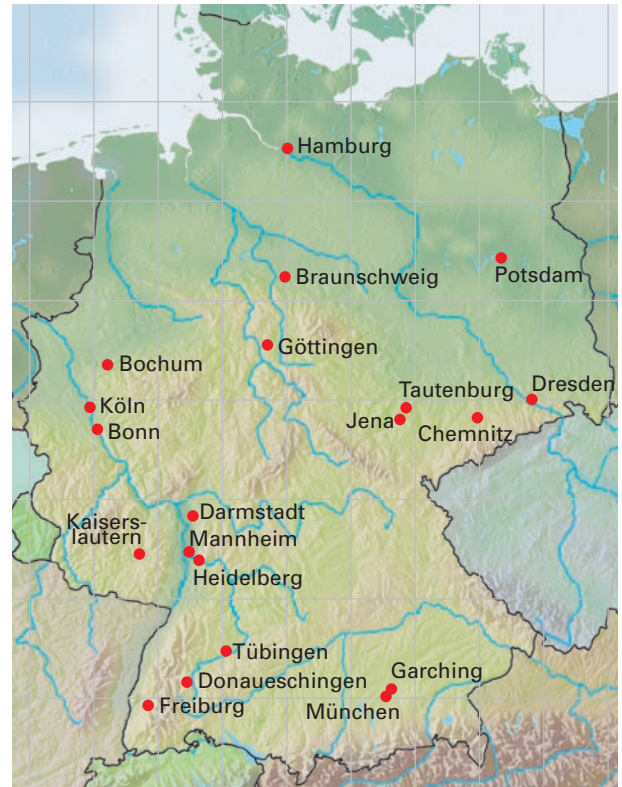 Hamburg
Braunschweig
Potsdam
Göttingen
Bochum
Tautenburg
Dresden
Köln
Jena
Chemnitz
Bonn
Darmstadt
Kaisers-
lautern
Mannheim
Heidelberg
Tübingen
Garching
Donaueschingen
München
Freiburg